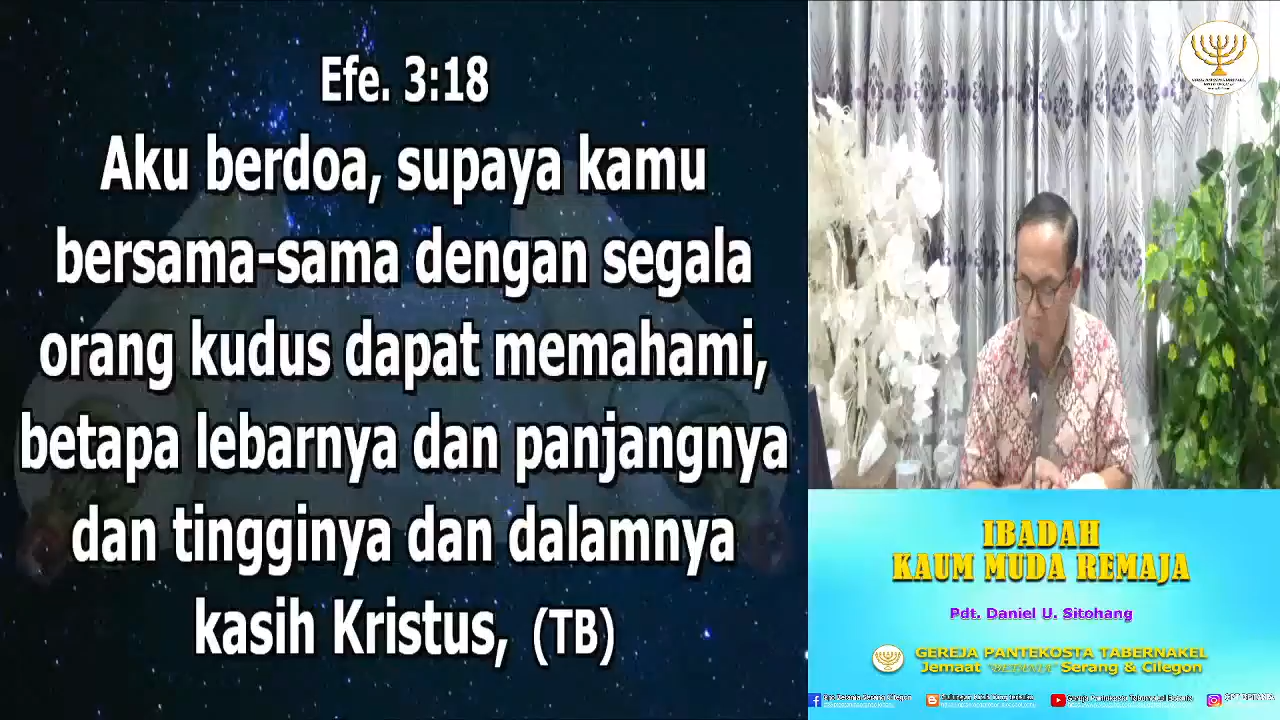 Efe. 3:18
Aku berdoa, supaya kamu
bersama-sama dengan segala
orang kudus dapat memahami,
betapa lebarnya dan panjangnya
dan tingginya dan dalamnya
kasih Kristus, (TB)
IBADAH
KAUM MUDA REMAJA
Pdt. Daniel U. Sitohang
GEREJA PANTEKOSTA TABERNAKEL
Jemaat "BETANIA" Serang & Cilegon